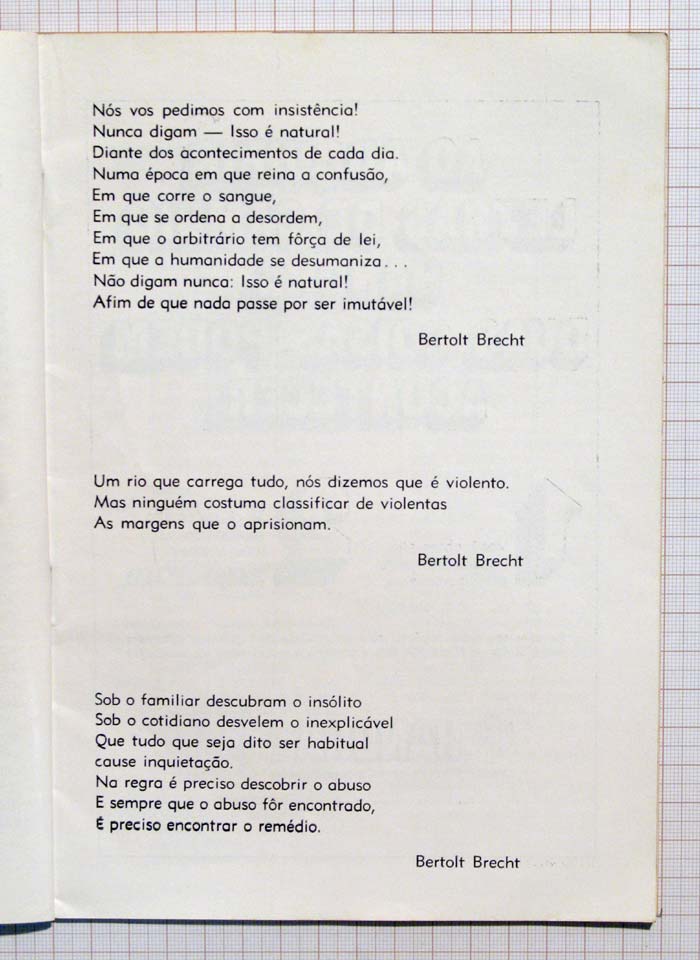 Nós vos pedimos com insistência!
Nunca digam — Isso é natural!
Diante dos acontecimentos de cada dia.
Numa época em que reina a confusão,
Em que corre o sangue,
Em que se ordena a desordem,
Em que o arbitrário tem fôrça de lei,
Em que a humanidade se desumaniza...
Não digam nunca: Isso é natural!
Afim de que nada passe por ser imutável!
Bertolt Brecht
Um rio que carrega tudo, nós dizemos que é violento.
Mas ninguém costuma classificar de violentas
As margens que o aprisionam.
Bertolt Brecht
Sob o familiar descubram o insólito
Sob o cotidiano desvelem o inexplicável
Que tudo que seja dito ser habitual
cause inquietação.
Na regra é preciso descobrir o abuso
E sempre que o abuso fôr encontrado,
É preciso encontrar o remédio.
Bertolt Brecht